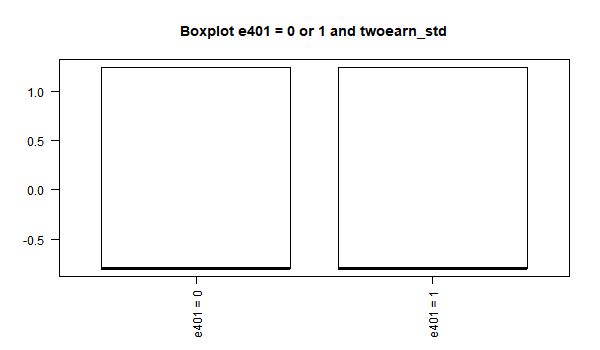 Boxplot e401 = 0 or 1 and twoearn_std
1.0
0.5
0.0
-0.5
e401 = 0
e401 = 1